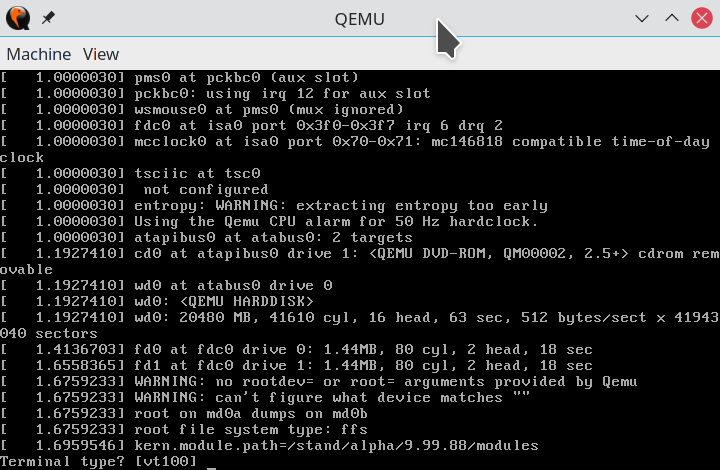 QEMU
Machine View
[   1.0000030] pms0 at pckbc0 (aux slot)
[   1.0000030] pckbc0: using irq 12 for aux slot
[   1.0000030] wsmouse0 at pms0 (mux ignored)
[   1.0000030] fdc0 at isa0 port 0x3f0-0x3f7 irq 6 drq 2
[   1.0000030] mcclock0 at isa0 port 0x70-0x71: mc146818 compatible time-of-day
clock
[   1.0000030] tsciic at tsc0
[   1.0000030]  not configured
[   1.0000030] entropy: WARNING: extracting entropy too early
[   1.0000030] Using the Qemu CPU alarm for 50 Hz hardclock.
[   1.0000030] atapibus0 at atabus0: 2 targets
[   1.1927410] cd0 at atapibus0 drive 1: <QEMU DVD-ROM, QM00002, 2.5+> cdrom rem
ovable
[   1.1927410] wd0 at atabus0 drive 0
[   1.1927410] wd0: <QEMU HARDDISK>
[   1.1927410] wd0: 20480 MB, 41610 cyl, 16 head, 63 sec, 512 bytes/sect x 41943
040 sectors
[   1.4136703] fd0 at fdc0 drive 0: 1.44MB, 80 cyl, 2 head, 18 sec
[   1.6558365] fd1 at fdc0 drive 1: 1.44MB, 80 cyl, 2 head, 18 sec
[   1.6759233] WARNING: no rootdev= or root= arguments provided by Qemu
[   1.6759233] WARNING: can't figure what device matches ""
[   1.6759233] root on md0a dumps on md0b
[   1.6759233] root file system type: ffs
[   1.6959546] kern.module.path=/stand/alpha/9.99.88/modules
Terminal type? [vt100]